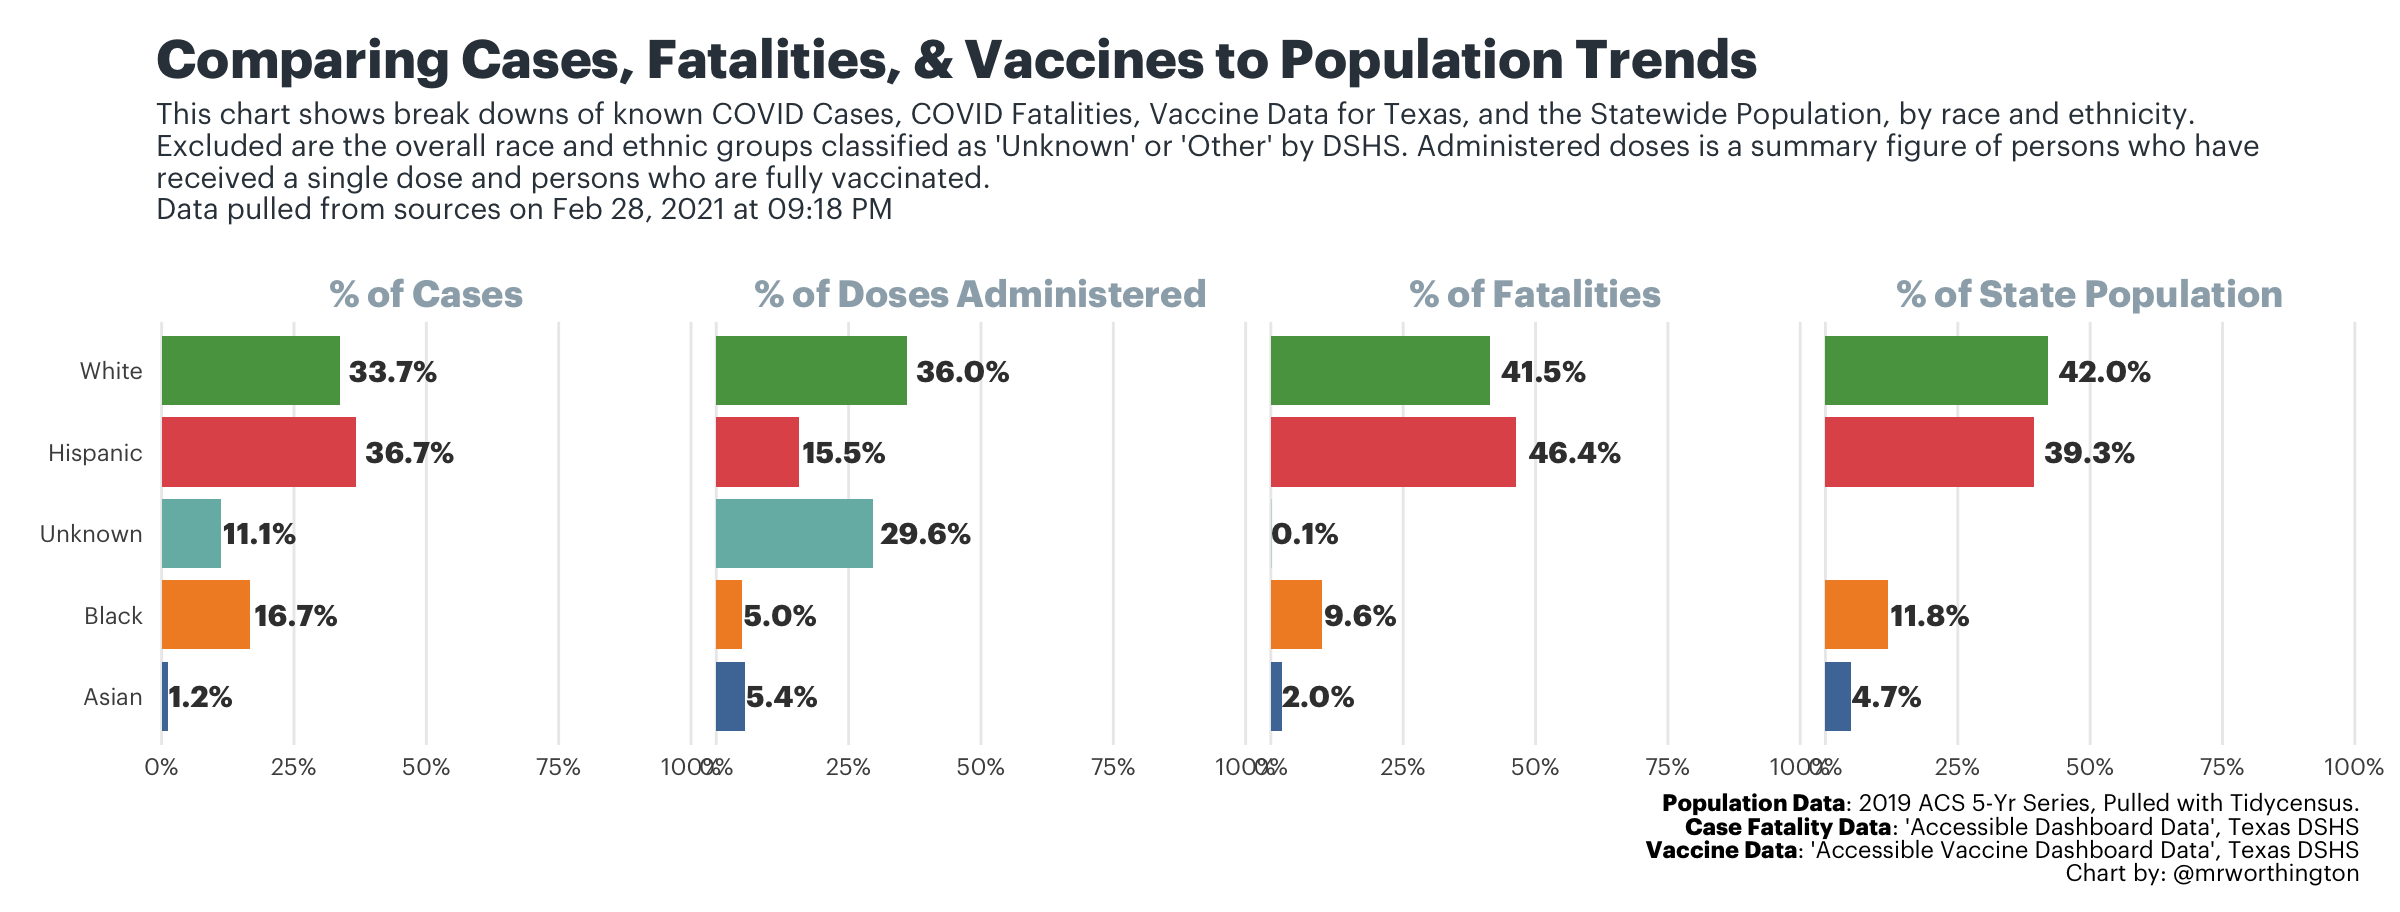 Comparing Cases, Fatalities, & Vaccines to Population Trends
This chart shows break downs of known COVID Cases, COVID Fatalities, Vaccine Data for Texas, and the Statewide Population, by race and ethnicity.
Excluded are the overall race and ethnic groups classified as 'Unknown' or 'Other' by DSHS. Administered doses is a summary figure of persons who have
received a single dose and persons who are fully vaccinated.
Data pulled from sources on Feb 28, 2021 at 09:18 PM
% of Cases % of Doses Administered % of Fatalities % of State Population
White 33.7% 36.0% 41.5% 42.0%
Hispanic 36.7% 15.5% 46.4% 39.3%
Unknown 11.1% 29.6% 0.1%
Black 16.7% 5.0% 9.6% 11.8%
Asian 1.2% 5.4% 2.0% 4.7%
0% 25% 50% 75% 100% 0% 25% 50% 75% 100% 0% 25% 50% 75% 100% 0% 25% 50% 75% 100%
Population Data: 2019 ACS 5-Yr Series, Pulled with Tidycensus.
Case Fatality Data: 'Accessible Dashboard Data', Texas DSHS
Vaccine Data: 'Accessible Vaccine Dashboard Data', Texas DSHS
Chart by: @mrworthington